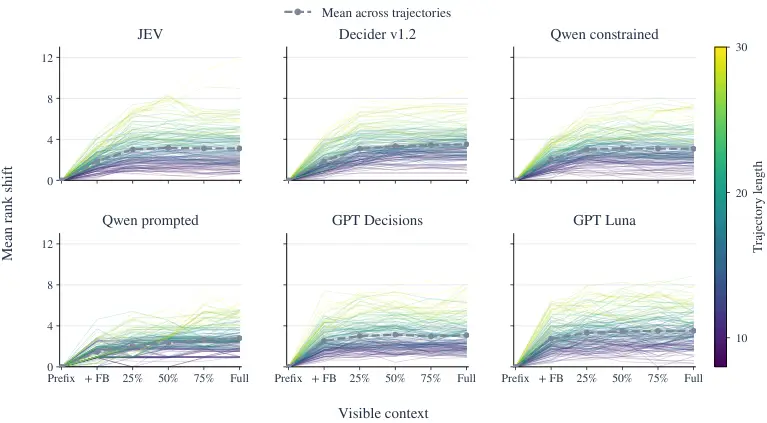 Mean across trajectories
JEV
Decider v1.2
Qwen constrained
12
8
4
0
30
20
10
Trajectory length
Mean rank shift
Qwen prompted
GPT Decisions
GPT Luna
12
8
4
0
Prefix + FB 25% 50% 75% Full
Prefix + FB 25% 50% 75% Full
Prefix + FB 25% 50% 75% Full
Visible context